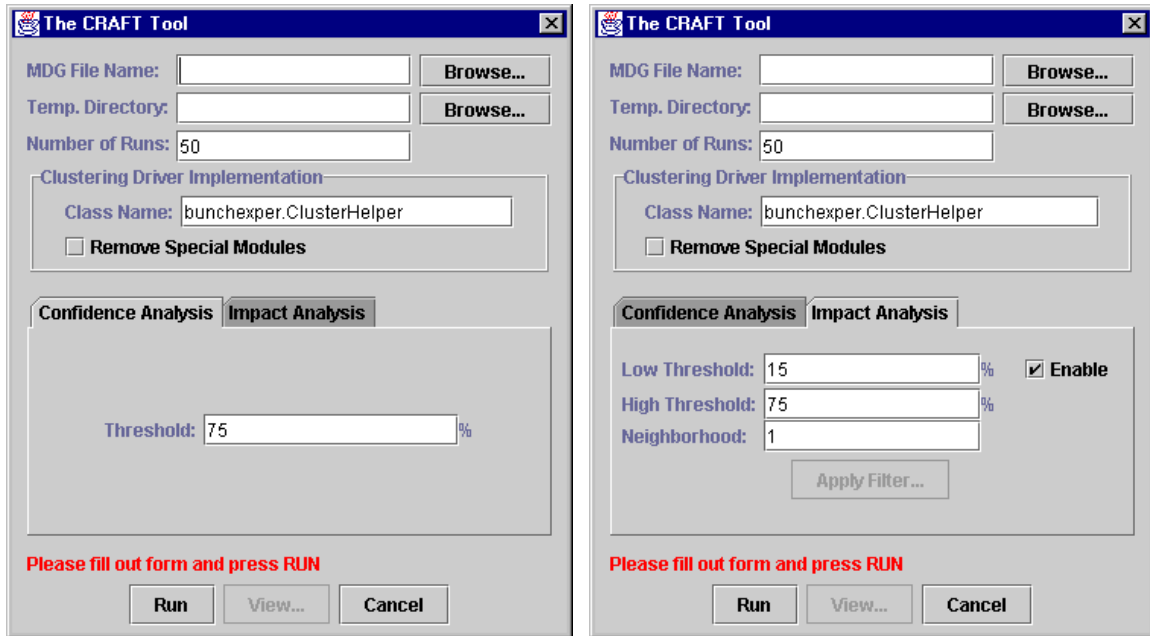 The CRAFT Tool
MDG File Name: Browse...
Temp. Directory: Browse...
Number of Runs: 50
Clustering Driver Implementation
Class Name: bunchexper.ClusterHelper
Remove Special Modules
Confidence Analysis Impact Analysis
Threshold: 75 %
Please fill out form and press RUN
Run View... Cancel
The CRAFT Tool
MDG File Name: Browse...
Temp. Directory: Browse...
Number of Runs: 50
Clustering Driver Implementation
Class Name: bunchexper.ClusterHelper
Remove Special Modules
Confidence Analysis Impact Analysis
Low Threshold: 15 % Enable
High Threshold: 75 %
Neighborhood: 1
Apply Filter...
Please fill out form and press RUN
Run View... Cancel